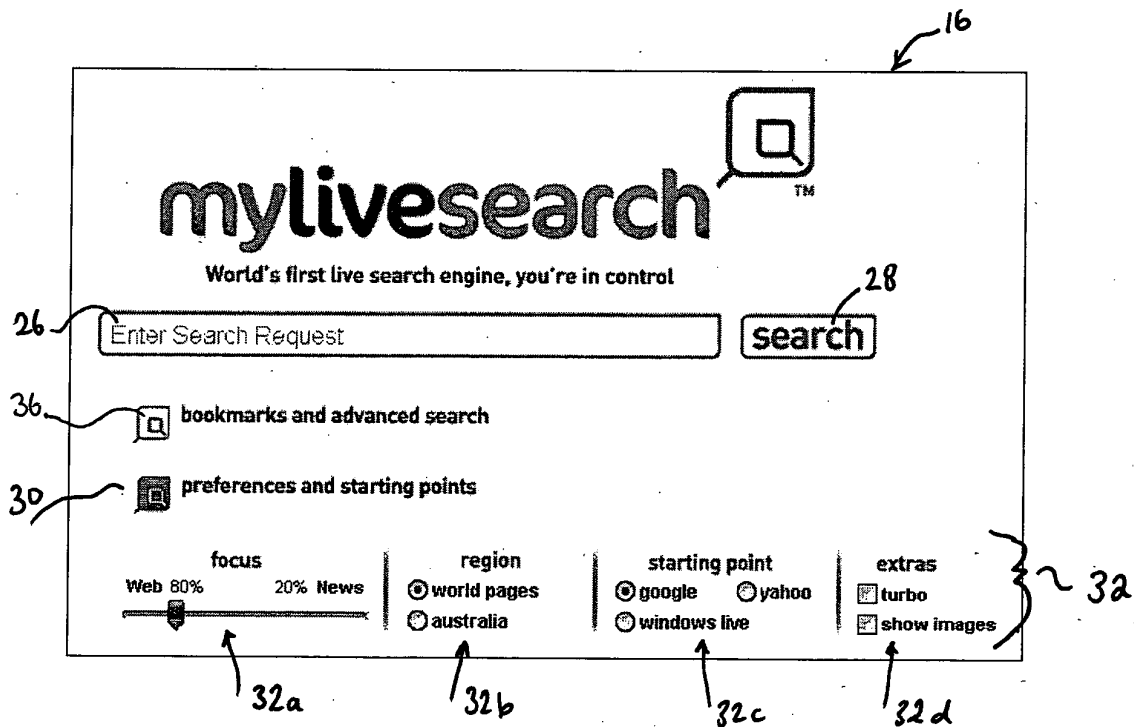 16
mylivesearch
TM
World's first live search engine, you're in control
26 Enter Search Request search 28
36 bookmarks and advanced search
30 preferences and starting points
focus region starting point extras
Web 80% 20% News world pages google yahoo turbo
australia windows live show images
32
32a 32b 32c 32d